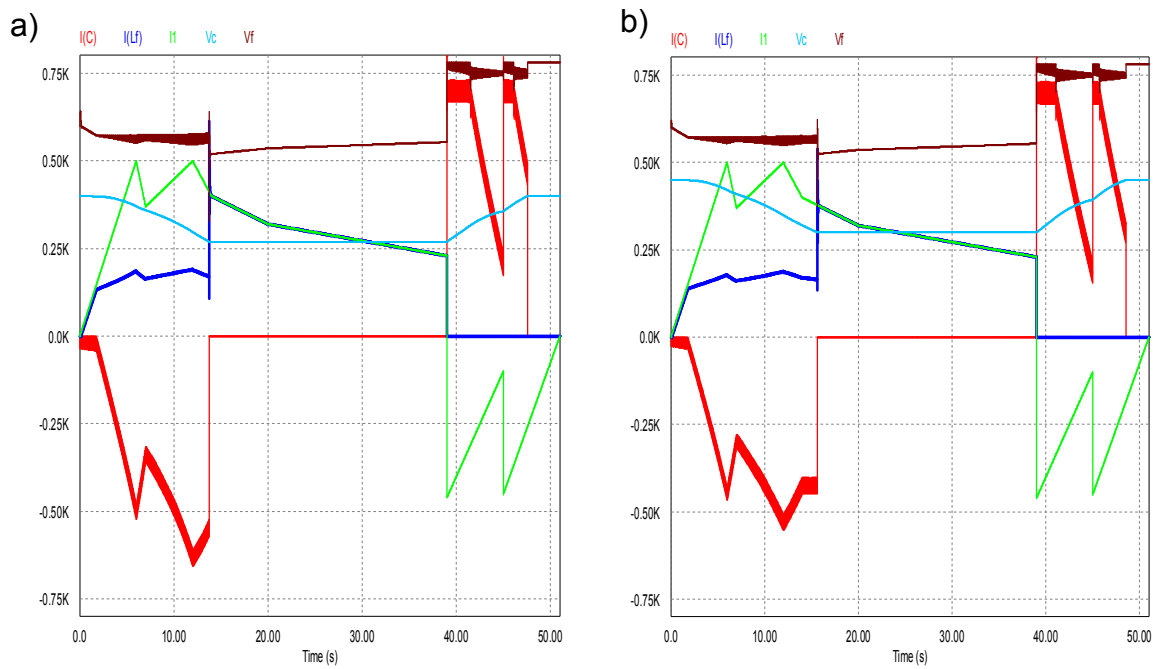 a)
I(C) I(Lf) I1 Vc Vf
0.75K
0.50K
0.25K
0.0K
-0.25K
-0.50K
-0.75K
0.0 10.00 20.00 30.00 40.00 50.00
Time (s)
b)
I(C) I(Lf) I1 Vc Vf
0.75K
0.50K
0.25K
0.0K
-0.25K
-0.50K
-0.75K
0.0 10.00 20.00 30.00 40.00 50.00
Time (s)